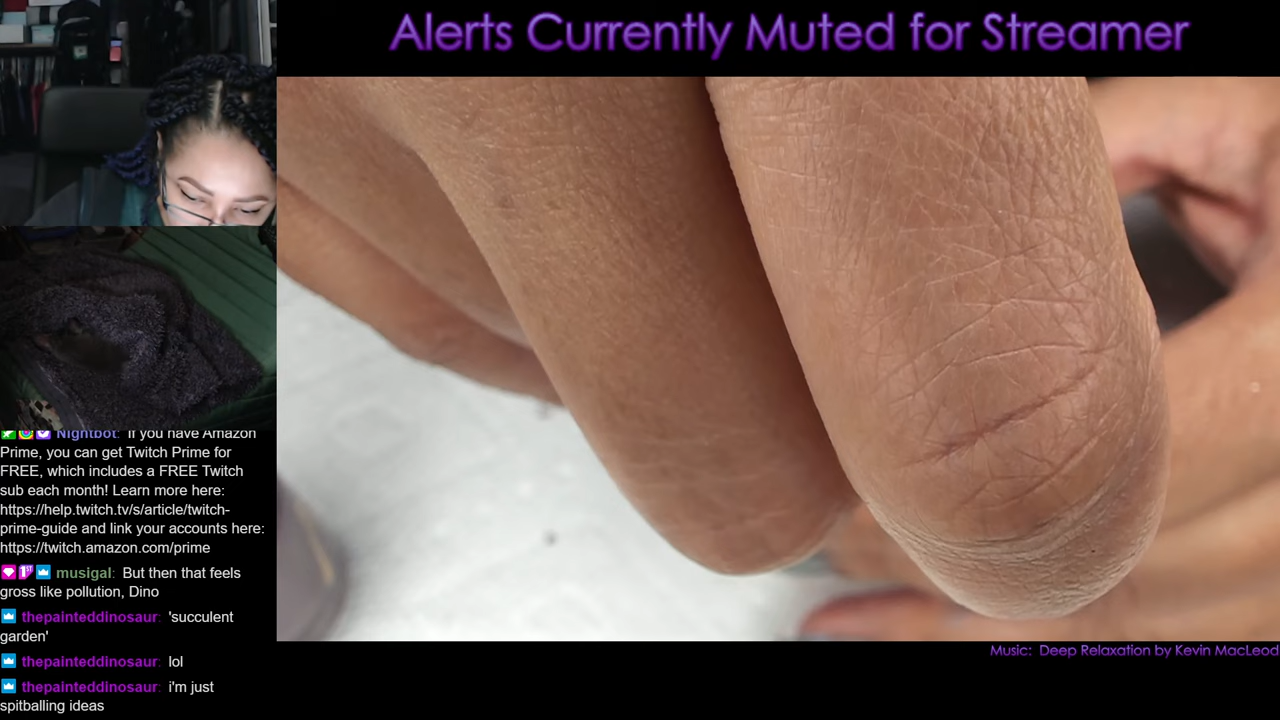 Alerts Currently Muted for Streamer
Nightbot: If you have Amazon
Prime, you can get Twitch Prime for
FREE, which includes a FREE Twitch
sub each month! Learn more here:
https://help.twitch.tv/s/article/twitch-
prime-guide and link your accounts here:
https://twitch.amazon.com/prime
musigal: But then that feels
gross like pollution, Dino
thepainteddinosaur: 'succulent
garden'
thepainteddinosaur: lol
thepainteddinosaur: i'm just
spitballing ideas
Music: Deep Relaxation by Kevin MacLeod